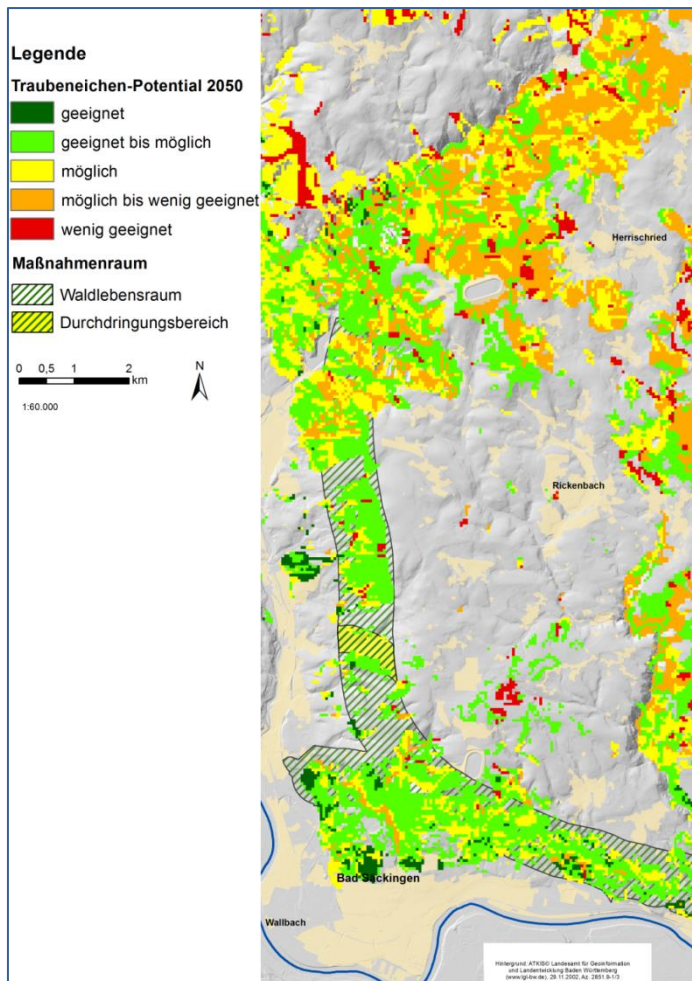 Legende
Traubeneichen-Potential 2050
geeignet
geeignet bis möglich
möglich
möglich bis wenig geeignet
wenig geeignet
Maßnahmenraum
Waldlebensraum
Durchdringungsbereich
0 0,5 1 2
km
N
1:60.000
Herrischried
Rickenbach
Bad Säckingen
Wallbach
Hintergrund: ATKIS© Landesamt für Geoinformation
und Landentwicklung Baden Württemberg
(www.lgl-bw.de), 29.11.2002, Az. 2851.9-1/3